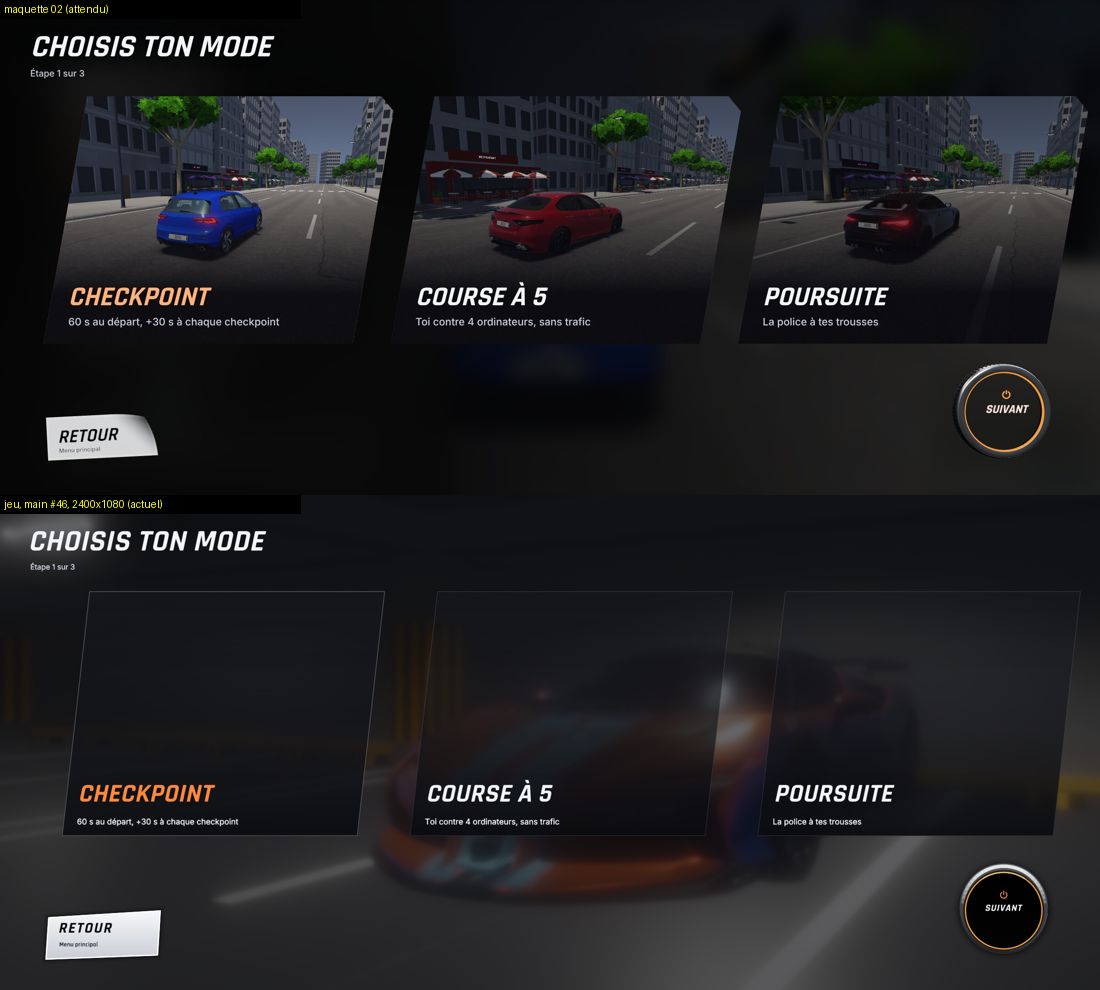 maquette 02 (attendu)
CHOISIS TON MODE
Étape 1 sur 3
CHECKPOINT
60 s au départ, +30 s à chaque checkpoint
COURSE À 5
Toi contre 4 ordinateurs, sans trafic
POURSUITE
La police à tes trousses
RETOUR
Menu principal
SUIVANT
jeu, main #46, 2400x1080 (actuel)
CHOISIS TON MODE
Étape 1 sur 3
CHECKPOINT
60 s au départ, +30 s à chaque checkpoint
COURSE À 5
Toi contre 4 ordinateurs, sans trafic
POURSUITE
La police à tes trousses
RETOUR
Menu principal
SUIVANT